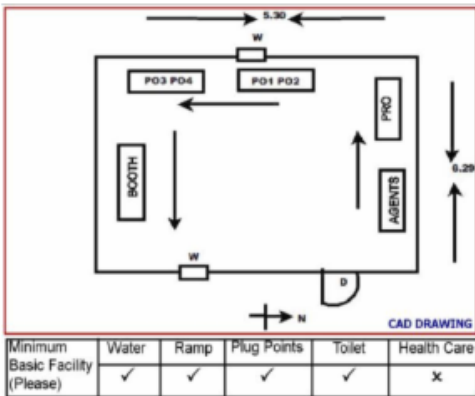 5.30
W
PO3 PO4
PO1 PO2
PRO
BOOTH
6.29
AGENTS
W
D
N
CAD DRAWING
Minimum Basic Facility (Please)
Water
Ramp
Plug Points
Toilet
Health Care
✓
✓
✓
✓
x